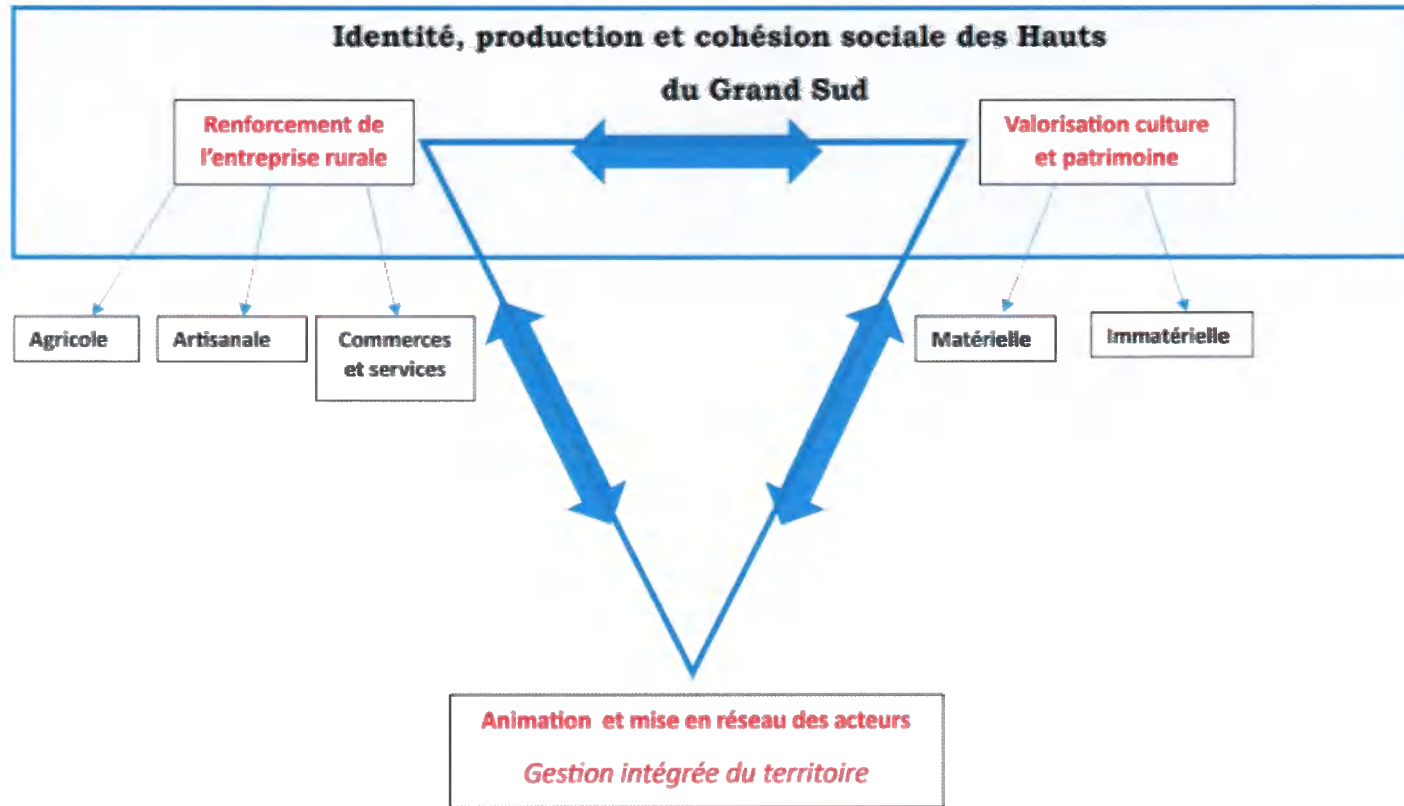 Identité, production et cohésion sociale des Hauts
du Grand Sud
Renforcement de
l'entreprise rurale
Valorisation culture
et patrimoine
Agricole
Artisanale
Commerces
et services
Matérielle
Immatérielle
Animation et mise en réseau des acteurs
Gestion intégrée du territoire